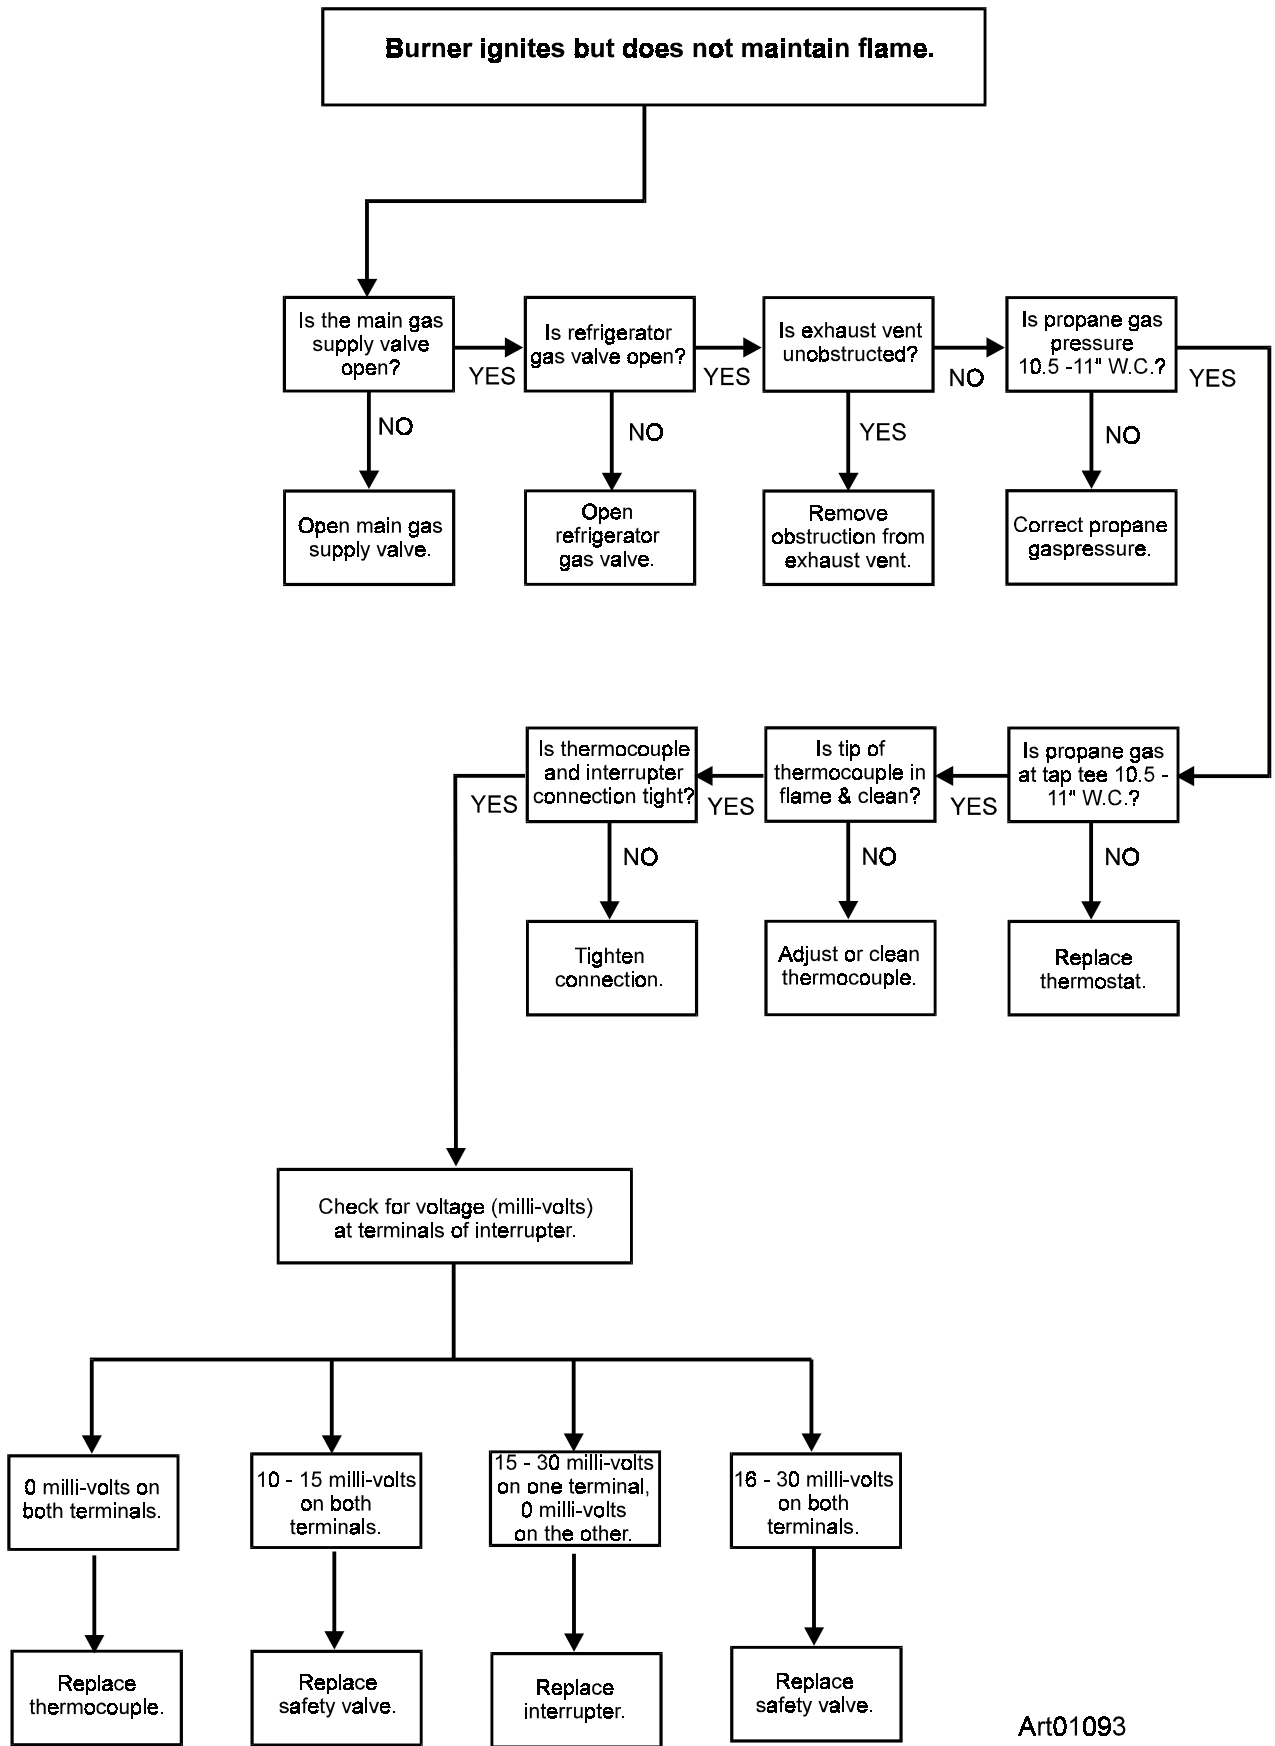 Burner ignites but does not maintain flame.
Is the main gas
supply valve
open?
YES
Is refrigerator
gas valve open?
YES
Is exhaust vent
unobstructed?
NO
Is propane gas
pressure
10.5 -11" W.C.?
YES
NO
NO
YES
NO
Open main gas
supply valve.
Open
refrigerator
gas valve.
Remove
obstruction from
exhaust vent.
Correct propane
gaspressure.
Is thermocouple
and interrupter
connection tight?
YES
Is tip of
thermocouple in
flame & clean?
YES
Is propane gas
at tap tee 10.5 -
11" W.C.?
YES
NO
NO
NO
Tighten
connection.
Adjust or clean
thermocouple.
Replace
thermostat.
Check for voltage (milli-volts)
at terminals of interrupter.
0 milli-volts on
both terminals.
10 - 15 milli-volts
on both
terminals.
15 - 30 milli-volts
on one terminal,
0 milli-volts
on the other.
16 - 30 milli-volts
on both
terminals.
Replace
thermocouple.
Replace
safety valve.
Replace
interrupter.
Replace
safety valve.
Art01093